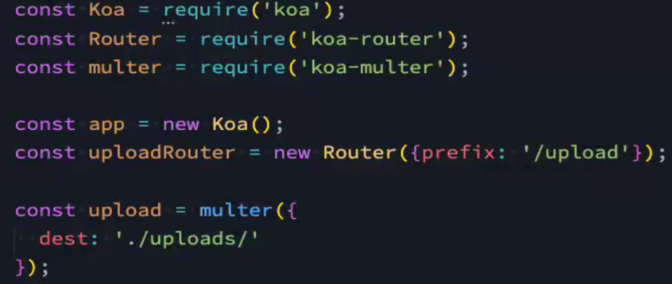 const Koa = require('koa');
const Router = require('koa-router');
const multer = require('koa-multer');
const app = new Koa();
const uploadRouter = new Router({prefix: '/upload'});
const upload = multer({
dest: './uploads/'
});